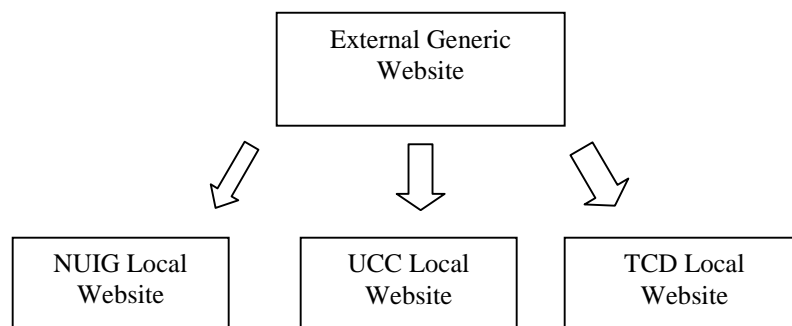 External Generic
Website
NUIG Local
Website
UCC Local
Website
TCD Local
Website